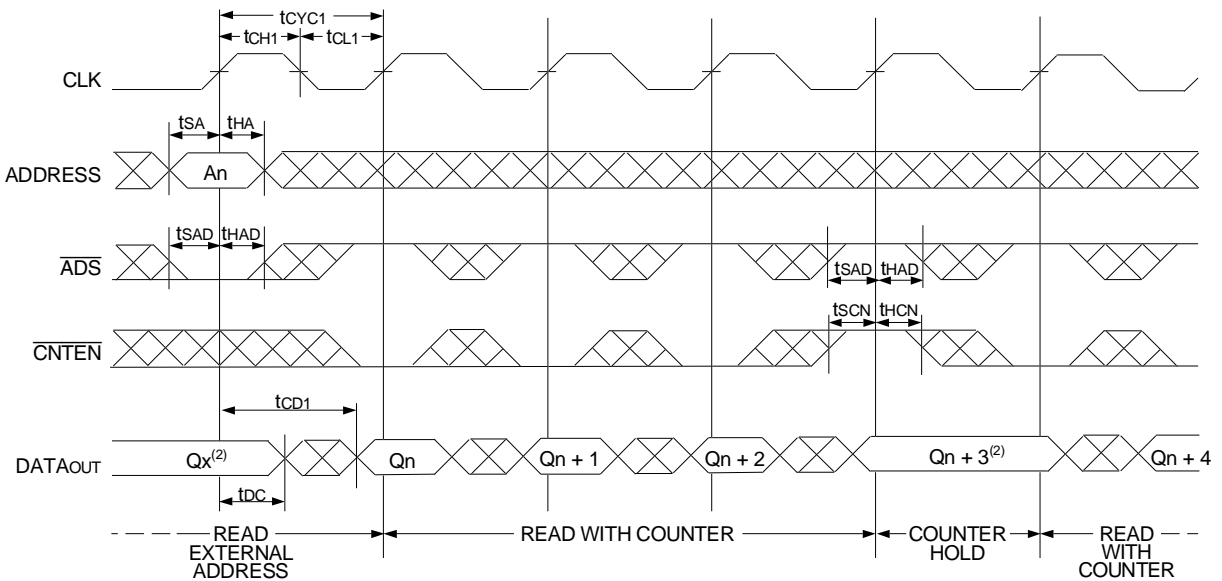 tCYC1
tCH1 tCL1
CLK
tSA tHA
ADDRESS An
tSAD tHAD
ADS
tSAD tHAD
tSCN tHCN
CNTEN
tCD1
DATAOUT Qx(2) Qn Qn + 1 Qn + 2 Qn + 3(2) Qn + 4
tDC
READ EXTERNAL ADDRESS
READ WITH COUNTER
COUNTER HOLD
READ WITH COUNTER